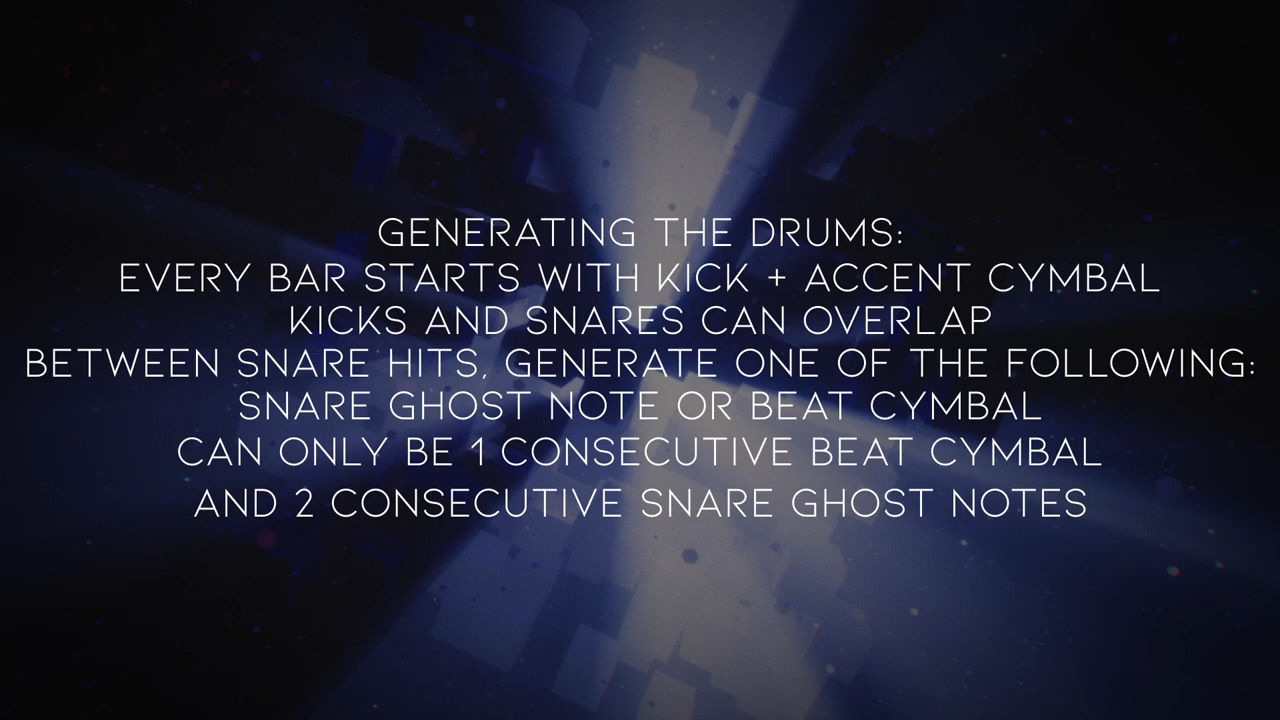 GENERATING THE DRUMS:
EVERY BAR STARTS WITH KICK + ACCENT CYMBAL
KICKS AND SNARES CAN OVERLAP
BETWEEN SNARE HITS, GENERATE ONE OF THE FOLLOWING:
SNARE GHOST NOTE OR BEAT CYMBAL
CAN ONLY BE 1 CONSECUTIVE BEAT CYMBAL
AND 2 CONSECUTIVE SNARE GHOST NOTES